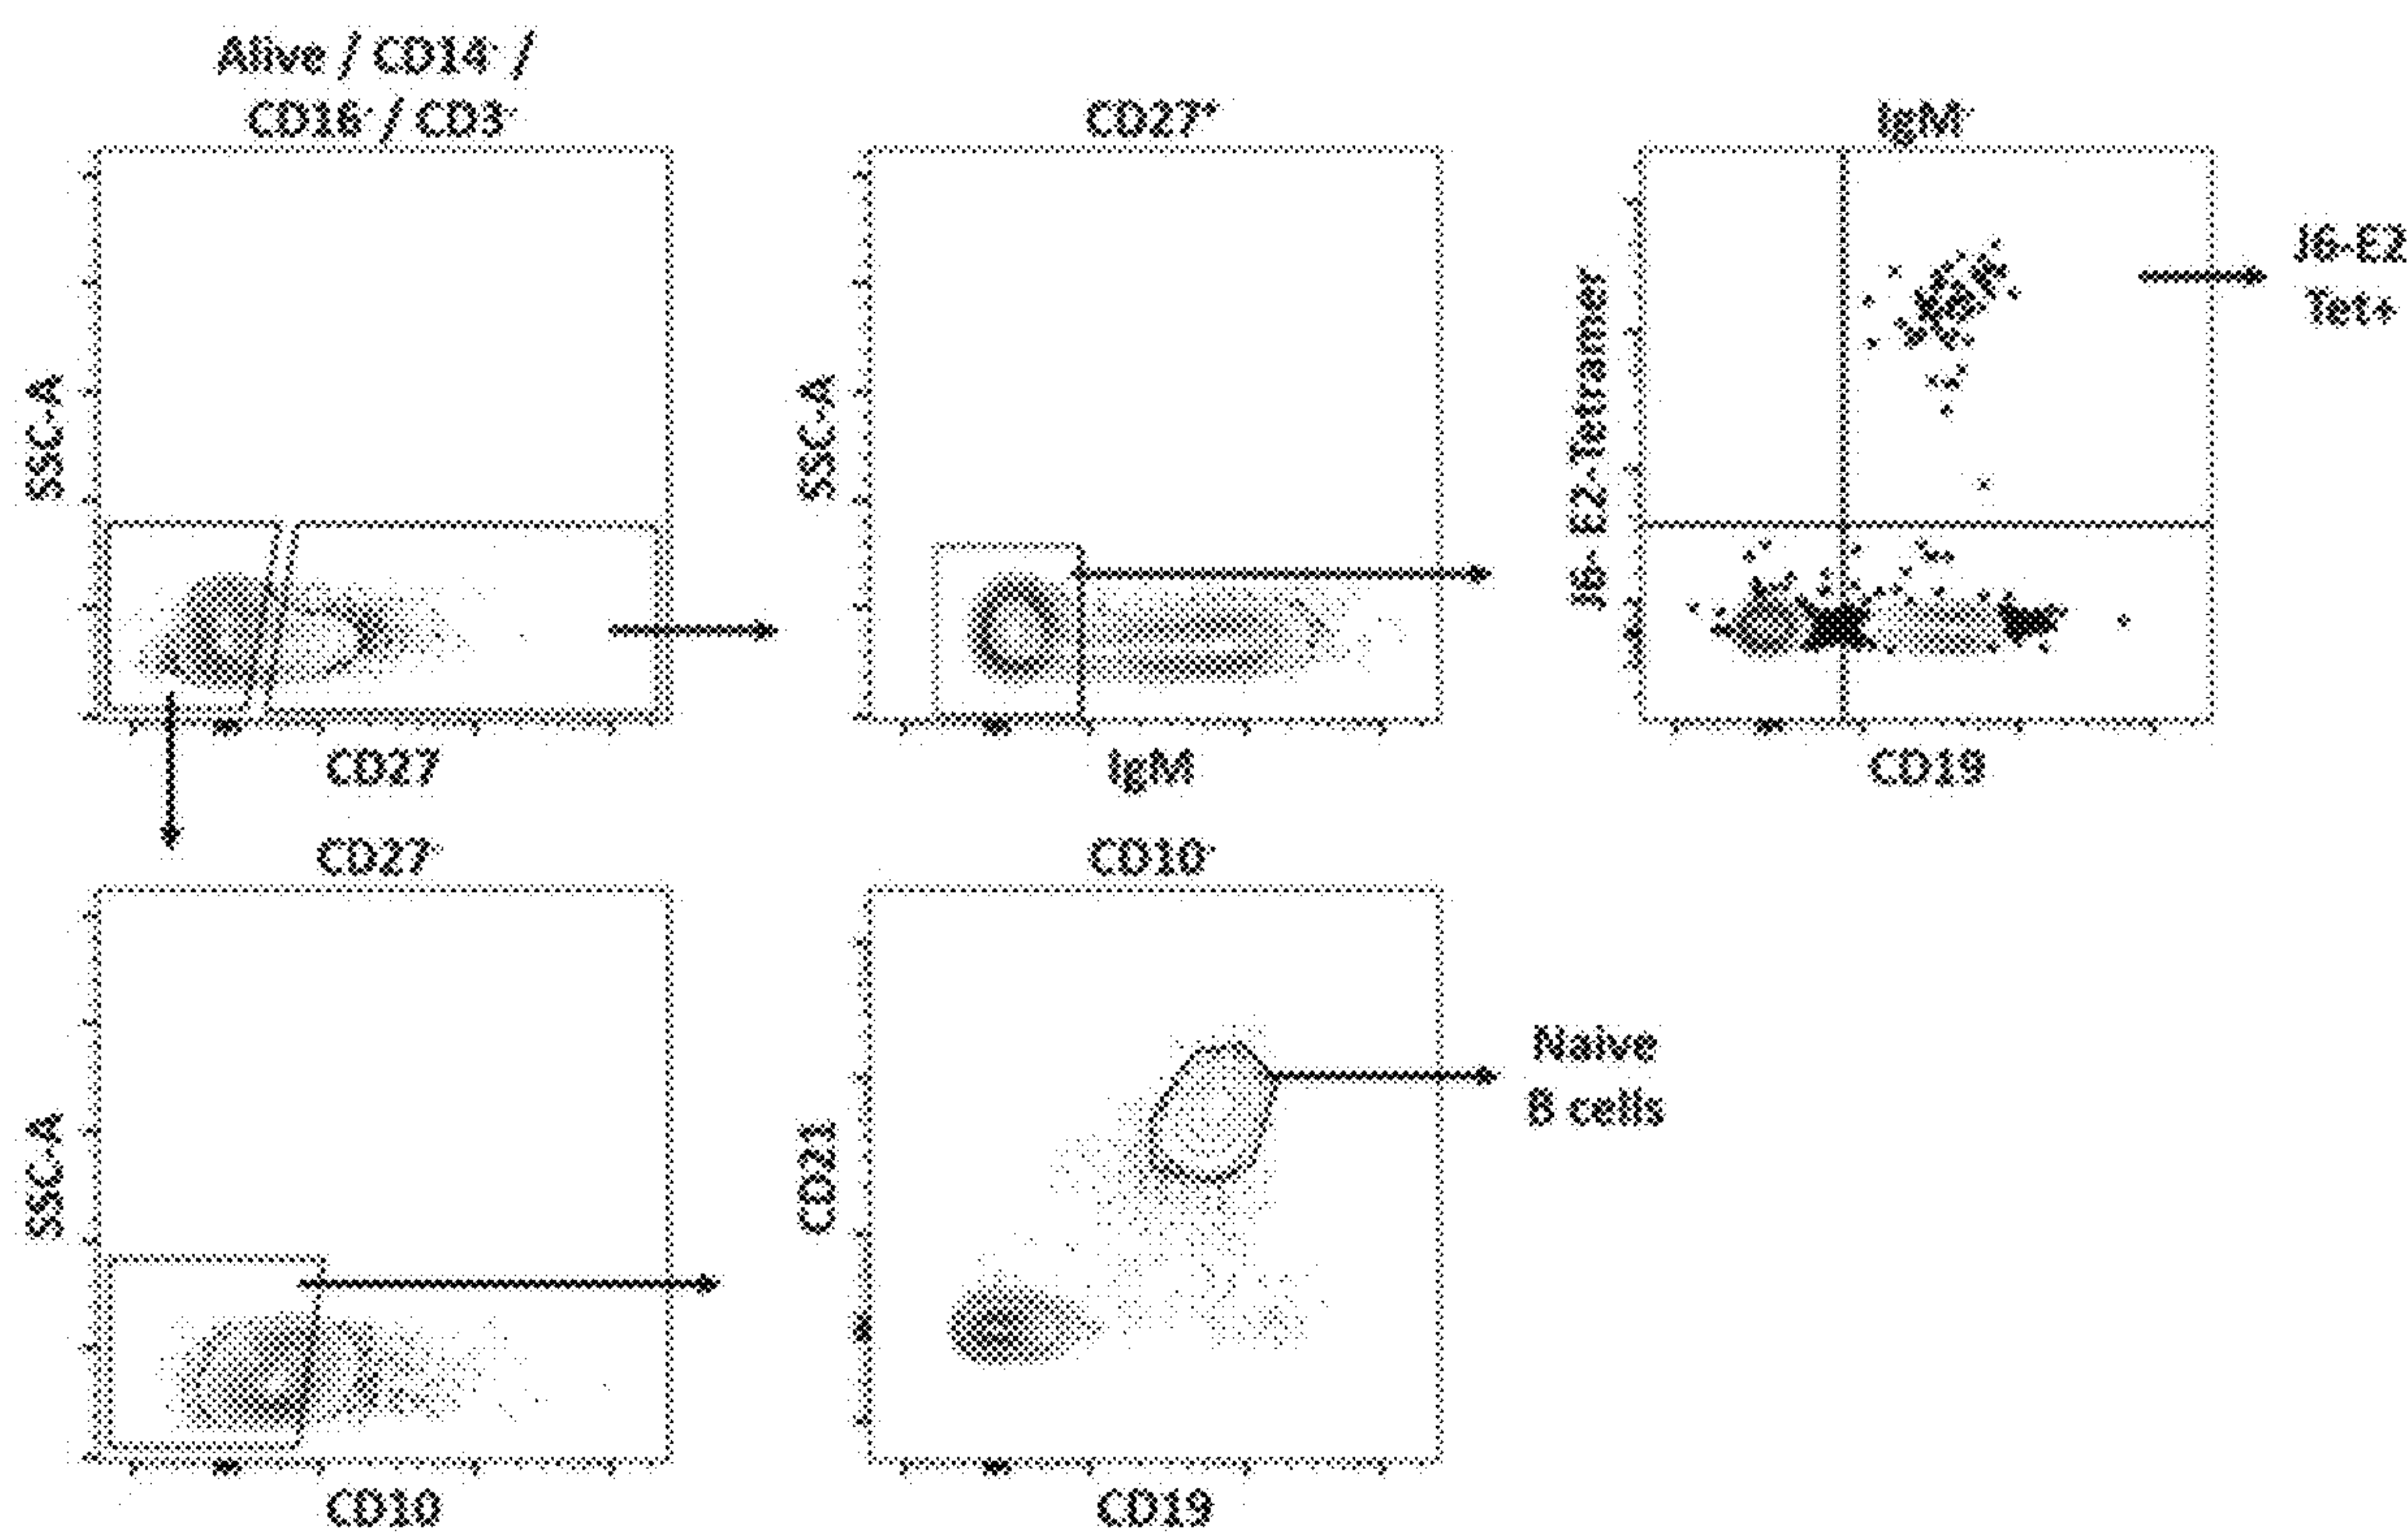 Alive / CD14⁻ /
CD16⁻ / CD3⁻
SSC-A
CD27
CD27⁺
SSC-A
IgM
IgM⁻
J6- E2-Tetramer
CD19
J6-E2
Tet+
CD27⁻
SSC-A
CD10
CD10⁻
CD21
CD19
Naive
B cells